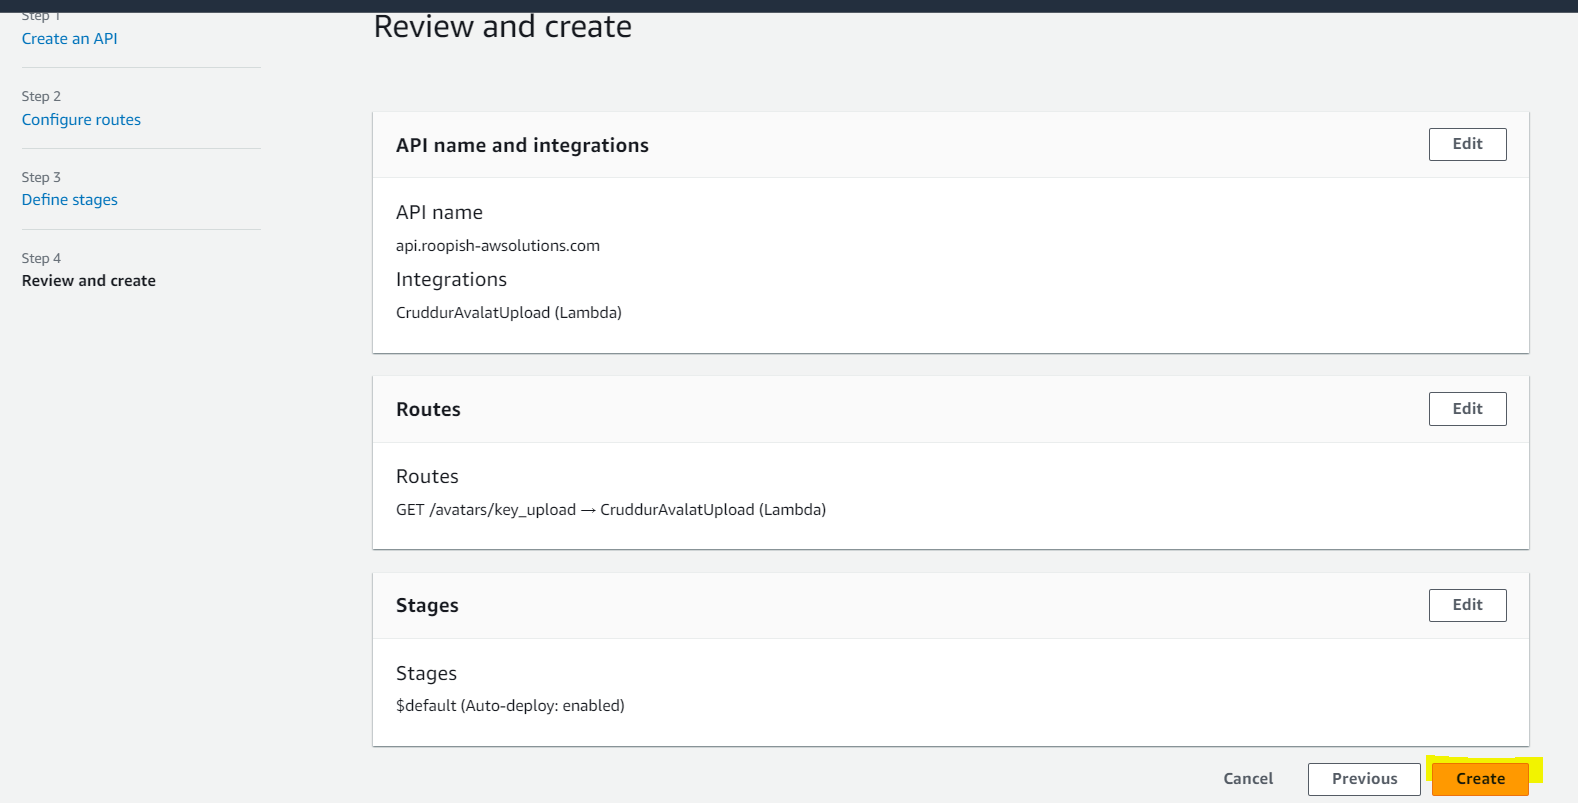 Step 1
Create an API
Step 2
Configure routes
Step 3
Define stages
Step 4
Review and create
Review and create
API name and integrations
Edit
API name
api.roopish-awsolutions.com
Integrations
CruddurAvalatUpload (Lambda)
Routes
Edit
Routes
GET /avatars/key_upload → CruddurAvalatUpload (Lambda)
Stages
Edit
Stages
$default (Auto-deploy: enabled)
Cancel
Previous
Create